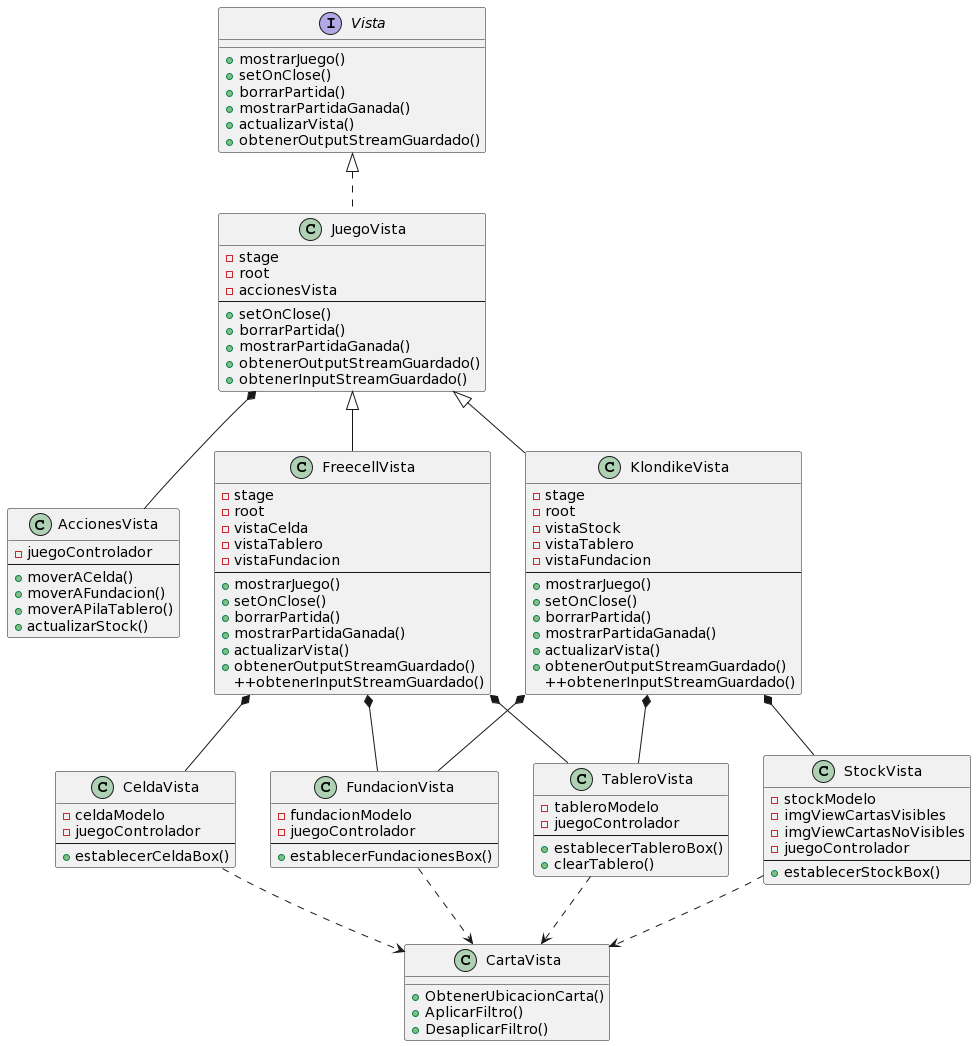 I Vista
mostrarJuego()
setOnClose()
borrarPartida()
mostrarPartidaGanada()
actualizarVista()
obtenerOutputStreamGuardado()
C JuegoVista
stage
root
accionesVista
setOnClose()
borrarPartida()
mostrarPartidaGanada()
obtenerOutputStreamGuardado()
obtenerInputStreamGuardado()
C AccionesVista
juegoControlador
moverACelda()
moverAFundacion()
moverAPilaTablero()
actualizarStock()
C FreecellVista
stage
root
vistaCelda
vistaTablero
vistaFundacion
mostrarJuego()
setOnClose()
borrarPartida()
mostrarPartidaGanada()
actualizarVista()
obtenerOutputStreamGuardado()
++obtenerInputStreamGuardado()
C KlondikeVista
stage
root
vistaStock
vistaTablero
vistaFundacion
mostrarJuego()
setOnClose()
borrarPartida()
mostrarPartidaGanada()
actualizarVista()
obtenerOutputStreamGuardado()
++obtenerInputStreamGuardado()
C CeldaVista
celdaModelo
juegoControlador
establecerCeldaBox()
C FundacionVista
fundacionModelo
juegoControlador
establecerFundacionesBox()
C TableroVista
tableroModelo
juegoControlador
establecerTableroBox()
clearTablero()
C StockVista
stockModelo
imgViewCartasVisibles
imgViewCartasNoVisibles
juegoControlador
establecerStockBox()
C CartaVista
ObtenerUbicacionCarta()
AplicarFiltro()
DesaplicarFiltro()